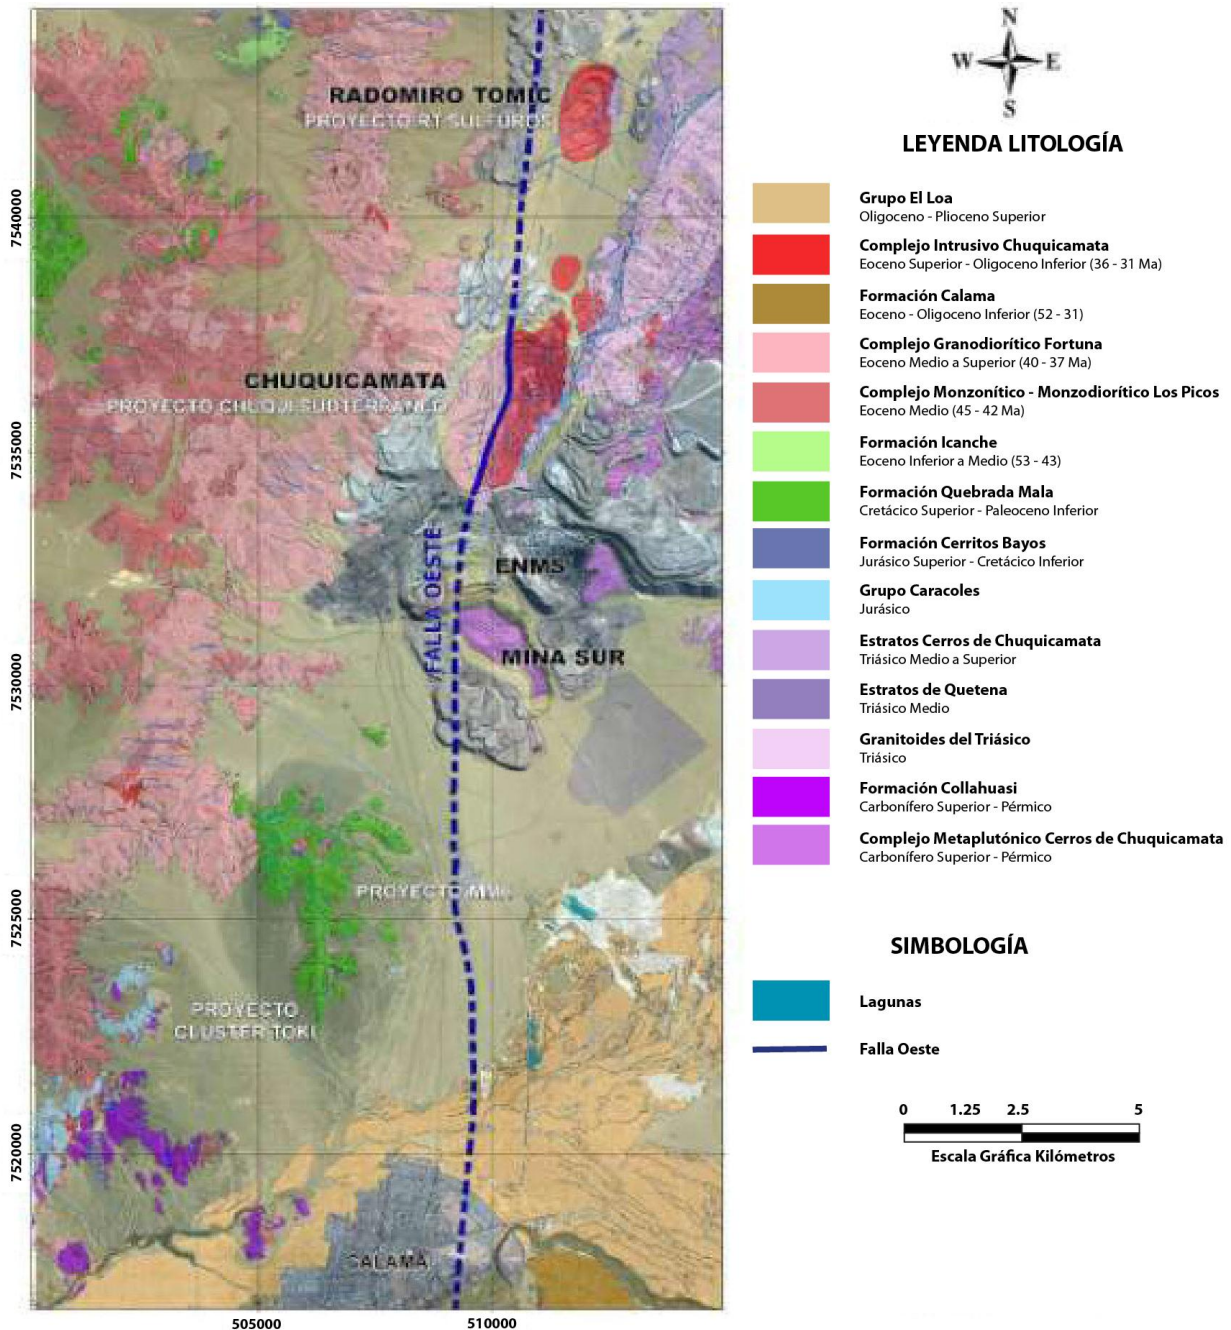 N
W E
S
RADOMIRO TOMIC
PROYECTO RT SULFUROS
CHUQUICAMATA
PROYECTO CHUQUI SUBTERRANEO
FALLA OESTE
ENMS
MINA SUR
PROYECTO MM
PROYECTO
CLUSTER TOKI
CALAMA
7540000
7535000
7530000
7525000
7520000
505000
510000
LEYENDA LITOLOGÍA
Grupo El Loa
Oligoceno - Plioceno Superior
Complejo Intrusivo Chuquicamata
Eoceno Superior - Oligoceno Inferior (36 - 31 Ma)
Formación Calama
Eoceno - Oligoceno Inferior (52 - 31)
Complejo Granodiorítico Fortuna
Eoceno Medio a Superior (40 - 37 Ma)
Complejo Monzonítico - Monzodiorítico Los Picos
Eoceno Medio (45 - 42 Ma)
Formación Icanche
Eoceno Inferior a Medio (53 - 43)
Formación Quebrada Mala
Cretácico Superior - Paleoceno Inferior
Formación Cerritos Bayos
Jurásico Superior - Cretácico Inferior
Grupo Caracoles
Jurásico
Estratos Cerros de Chuquicamata
Triásico Medio a Superior
Estratos de Quetena
Triásico Medio
Granitoides del Triásico
Triásico
Formación Collahuasi
Carbonífero Superior - Pérmico
Complejo Metaplutónico Cerros de Chuquicamata
Carbonífero Superior - Pérmico
SIMBOLOGÍA
Lagunas
Falla Oeste
0 1.25 2.5 5
Escala Gráfica Kilómetros